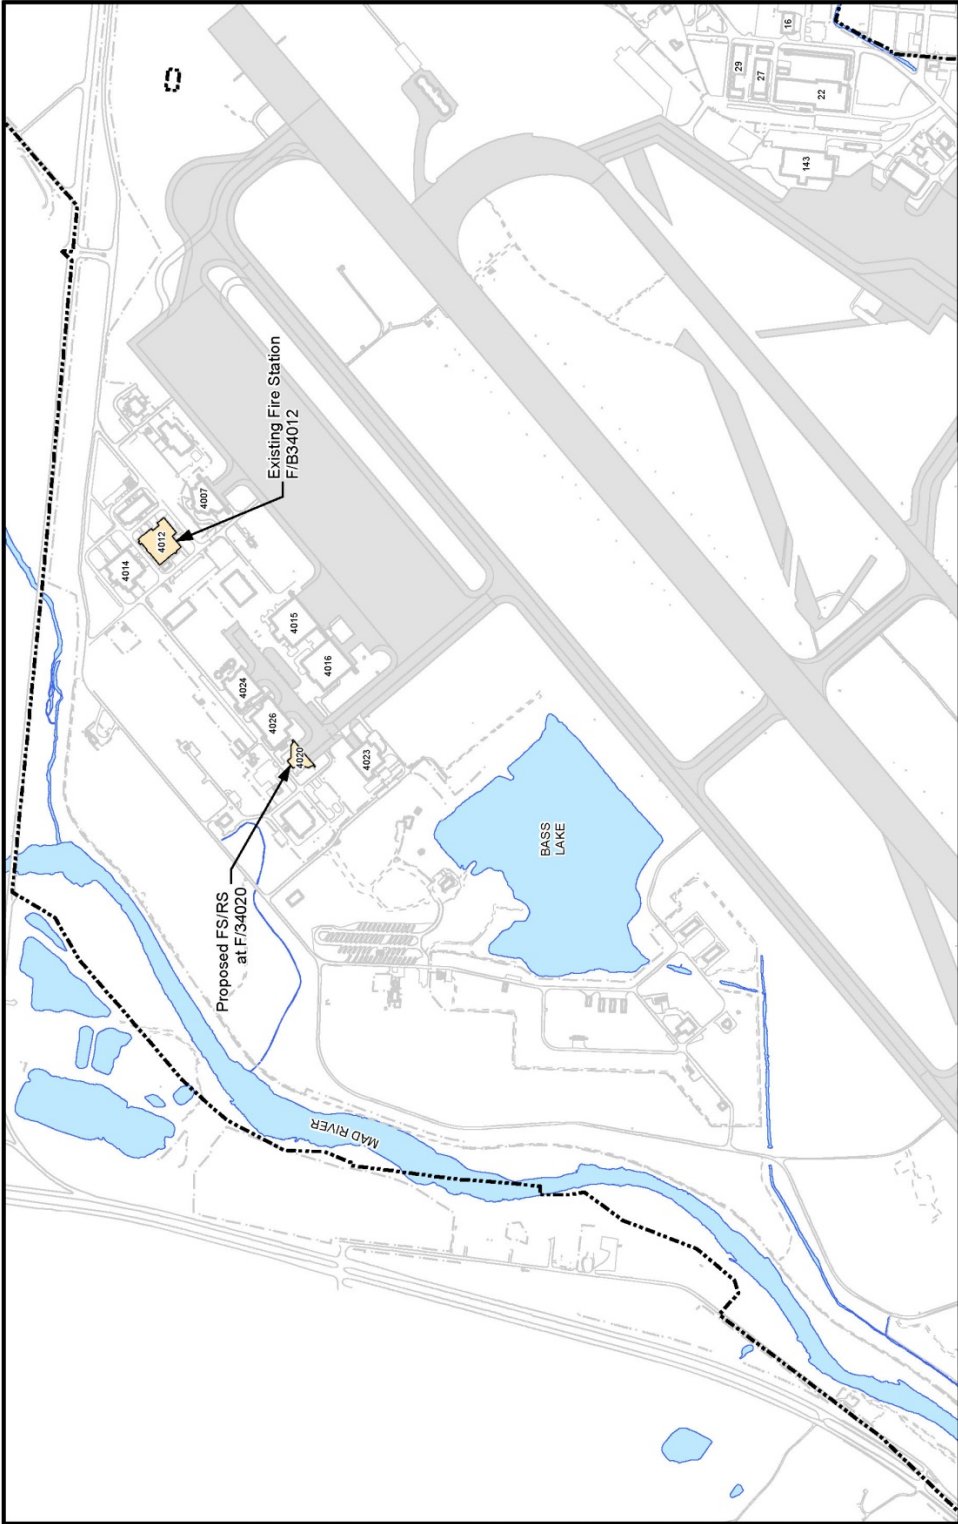 16
29
27
22
143
Existing Fire Station
F/B34012
4007
4012
4014
4015
4016
4024
4026
4020
4023
Proposed FS/RS
at F/34020
BASS
LAKE
MAD RIVER